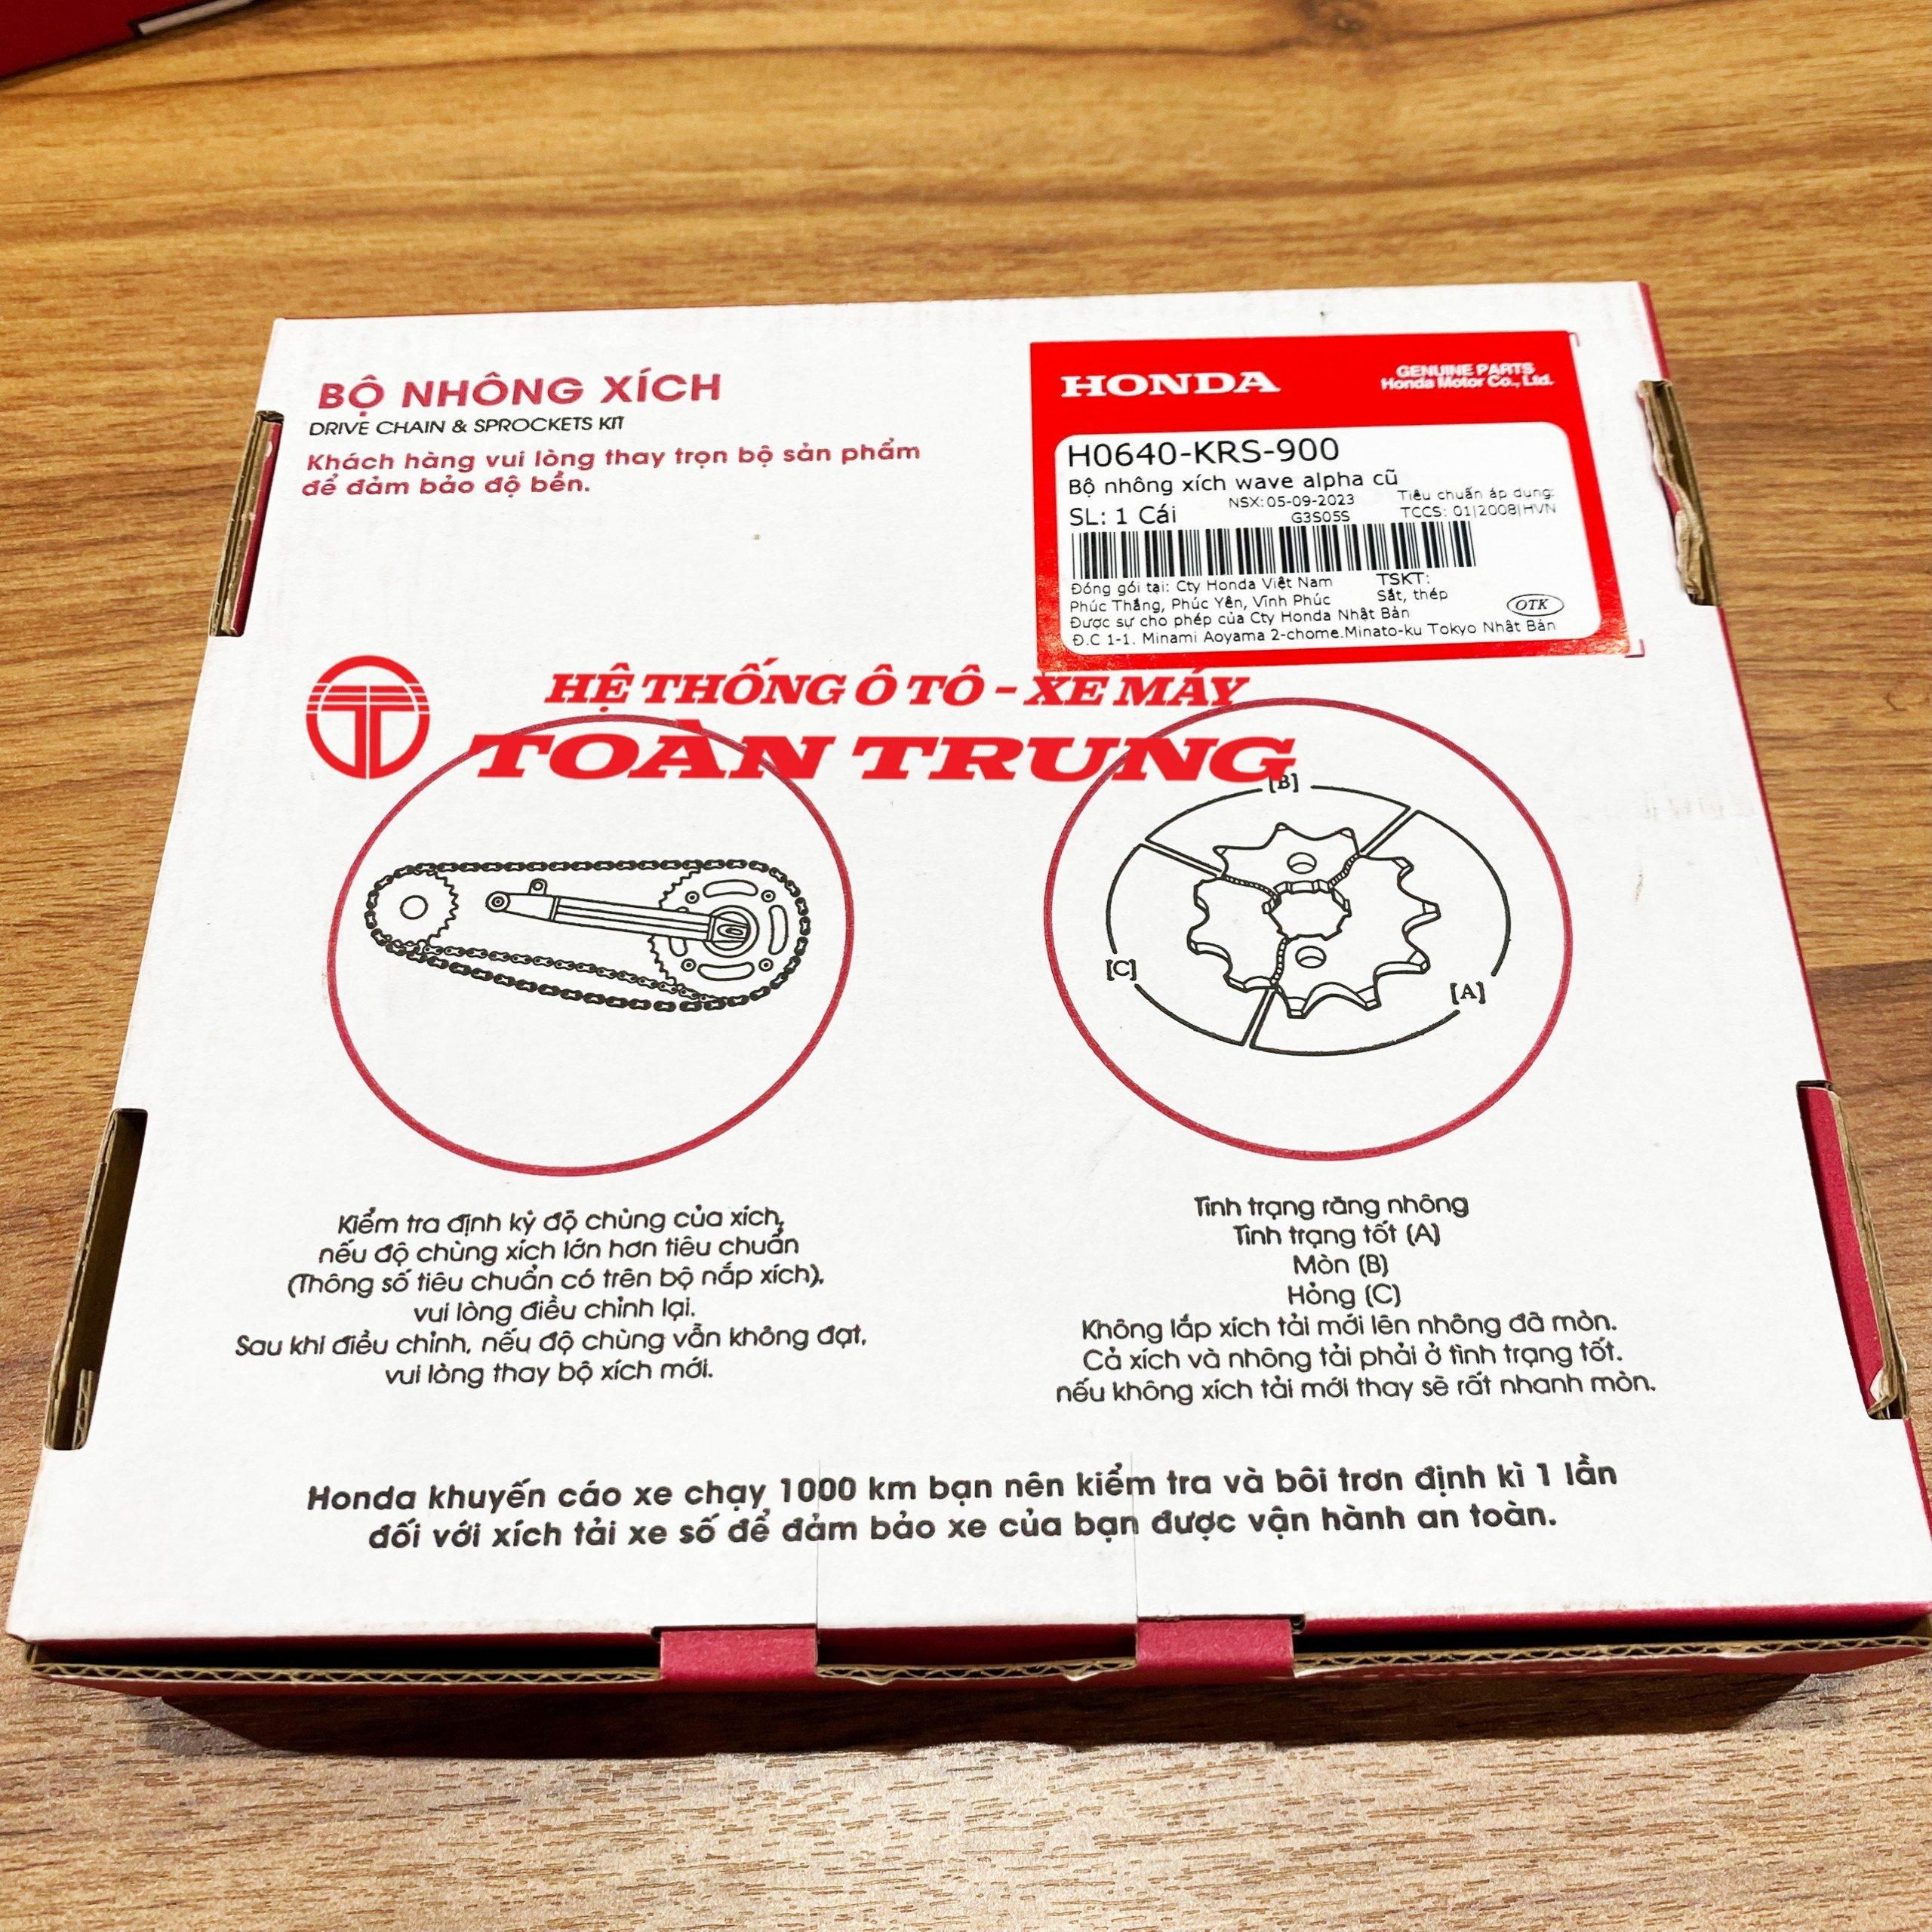 BỘ NHÔNG XÍCH
DRIVE CHAIN & SPROCKETS KIT
Khách hàng vui lòng thay trọn bộ sản phẩm
để đảm bảo độ bền.
HONDA
GENUINE PARTS
Honda Motor Co., Ltd.
H0640-KRS-900
Bộ nhông xích wave alpha cũ
NSX: 05-09-2023
Tiêu chuẩn áp dụng:
SL: 1 Cái
G3S05S
TCCS: 01|2008|HVN
Đóng gói tại: Cty Honda Việt Nam
TSKT:
Phúc Thắng, Phúc Yên, Vĩnh Phúc
Sắt, thép
Được sự cho phép của Cty Honda Nhật Bản
OTK
Đ.C 1-1. Minami Aoyama 2-chome.Minato-ku Tokyo Nhật Bản
HỆ THỐNG Ô TÔ - XE MÁY
TOÀN TRUNG
[B]
[C]
[A]
Kiểm tra định kỳ độ chùng của xích,
nếu độ chùng xích lớn hơn tiêu chuẩn
(Thông số tiêu chuẩn có trên bộ nắp xích),
vui lòng điều chỉnh lại.
Sau khi điều chỉnh, nếu độ chùng vẫn không đạt,
vui lòng thay bộ xích mới.
Tình trạng răng nhông
Tình trạng tốt (A)
Mòn (B)
Hỏng (C)
Không lắp xích tải mới lên nhông đã mòn.
Cả xích và nhông tải phải ở tình trạng tốt.
nếu không xích tải mới thay sẽ rất nhanh mòn.
Honda khuyến cáo xe chạy 1000 km bạn nên kiểm tra và bôi trơn định kì 1 lần
đối với xích tải xe số để đảm bảo xe của bạn được vận hành an toàn.